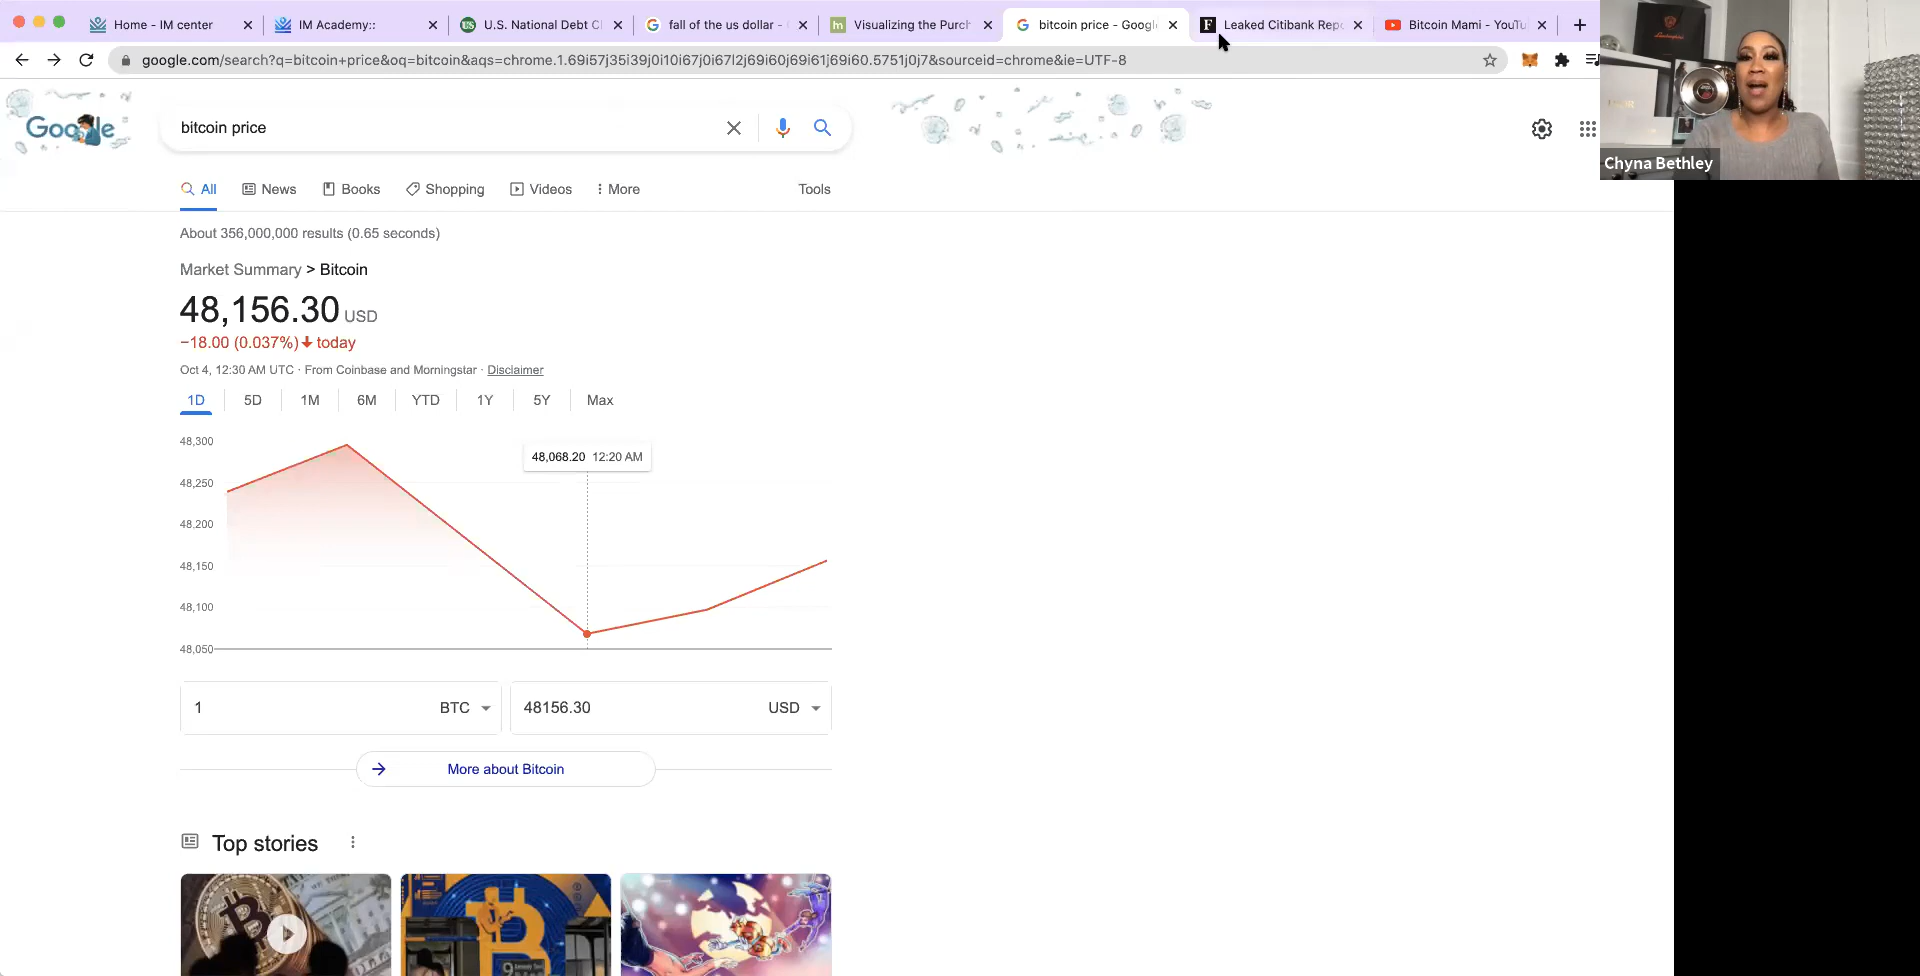 Home - IM center
IM Academy::
U.S. National Debt Cl
fall of the us dollar -
Visualizing the Purch
bitcoin price - Google
Leaked Citibank Repo
Bitcoin Mami - YouTu
google.com/search?q=bitcoin+price&oq=bitcoin&aqs=chrome.1.69i57j35i39j0i10i67j0i67l2j69i60j69i61j69i60.5751j0j7&sourceid=chrome&ie=UTF-8
Chyna Bethley
Google
bitcoin price
All
News
Books
Shopping
Videos
More
Tools
About 356,000,000 results (0.65 seconds)
Market Summary > Bitcoin
48,156.30 USD
−18.00 (0.037%) today
Oct 4, 12:30 AM UTC · From Coinbase and Morningstar · Disclaimer
1D 5D 1M 6M YTD 1Y 5Y Max
48,300
48,068.20 12:20 AM
48,250
48,200
48,150
48,100
48,050
1 BTC 48156.30 USD
More about Bitcoin
Top stories